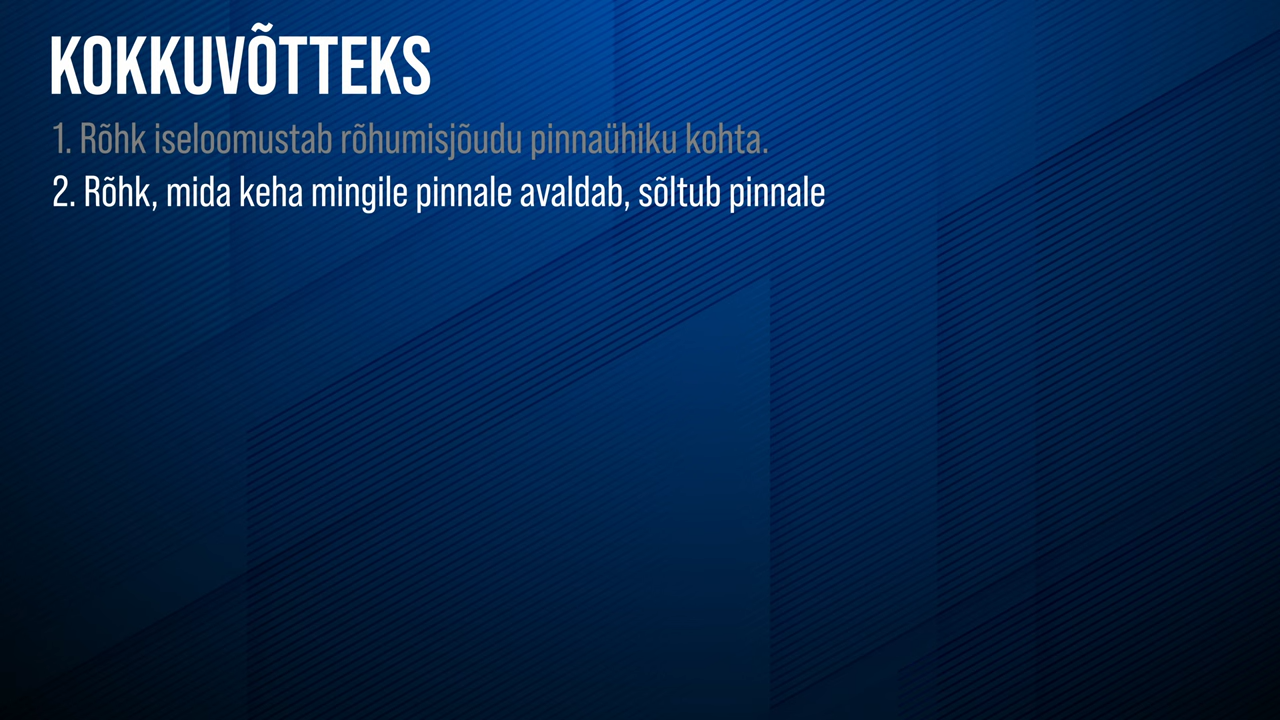 KOKKUVÕTTEKS
1. Rõhk iseloomustab rõhumisjõudu pinnaühiku kohta.
2. Rõhk, mida keha mingile pinnale avaldab, sõltub pinnale